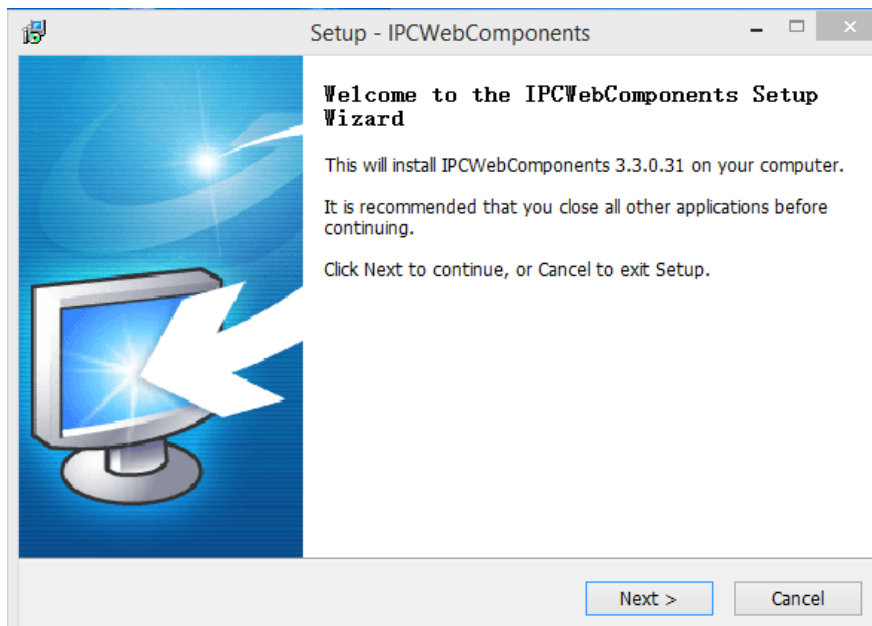 Setup - IPCWebComponents
Welcome to the IPCWebComponents Setup
Wizard
This will install IPCWebComponents 3.3.0.31 on your computer.
It is recommended that you close all other applications before
continuing.
Click Next to continue, or Cancel to exit Setup.
Next >
Cancel